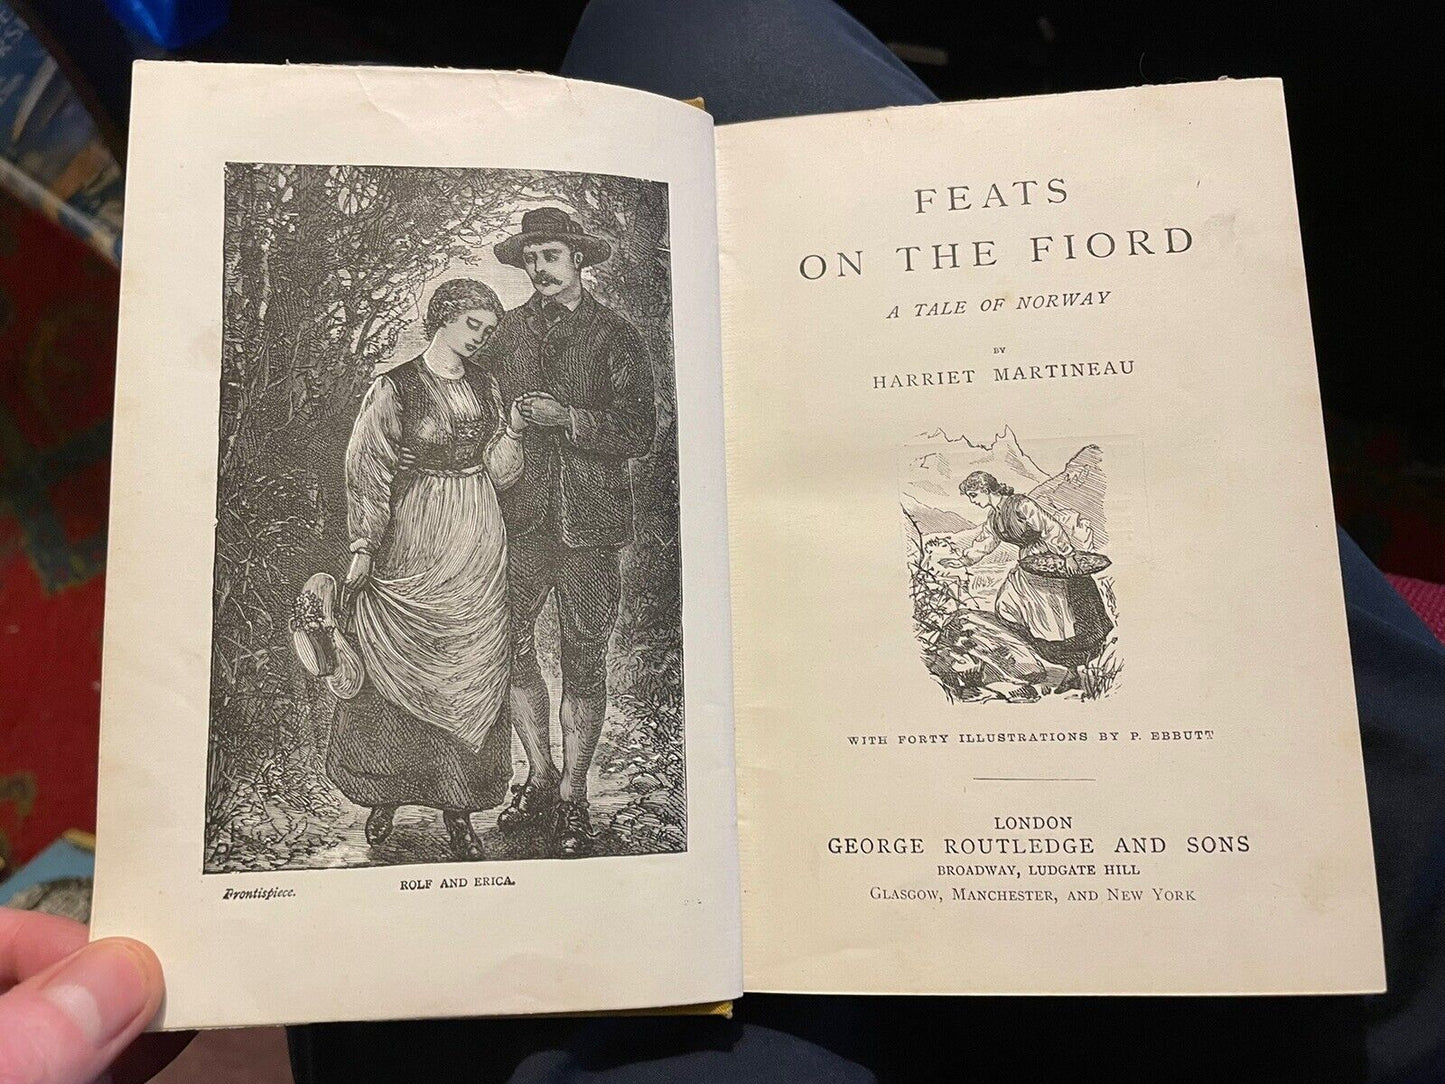 Frontispiece.
ROLF AND ERICA.
FEATS
ON THE FIORD
A TALE OF NORWAY
BY
HARRIET MARTINEAU
WITH FORTY ILLUSTRATIONS BY P. EBBUTT
LONDON
GEORGE ROUTLEDGE AND SONS
BROADWAY, LUDGATE HILL
GLASGOW, MANCHESTER, AND NEW YORK